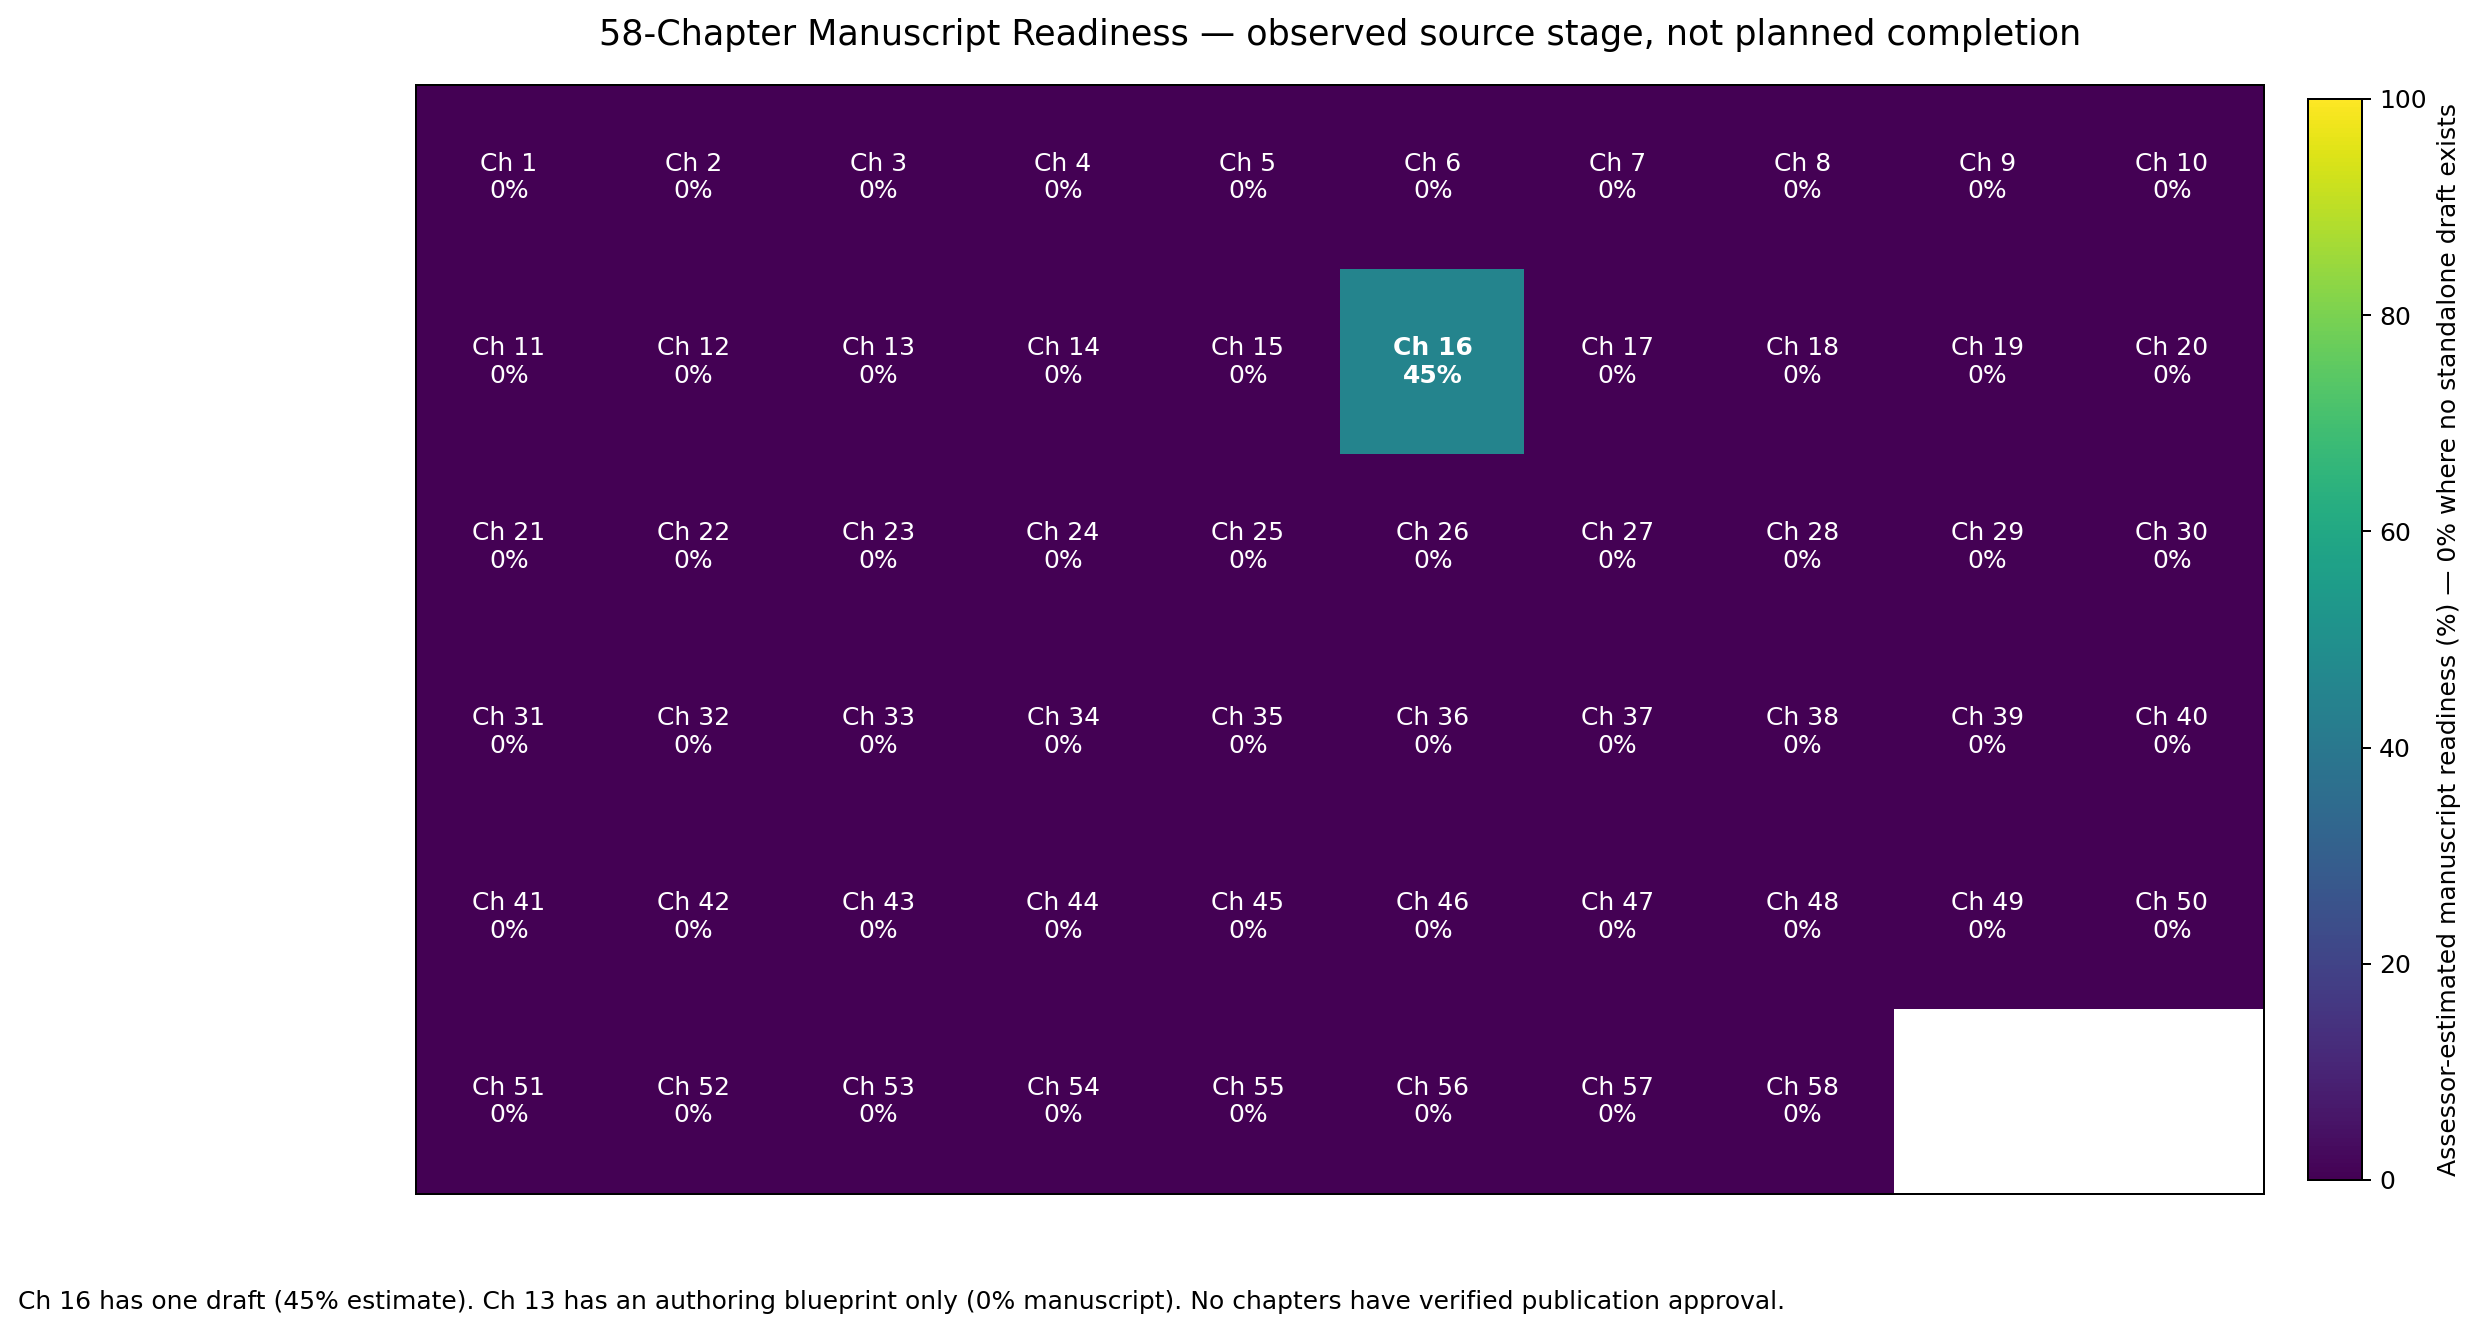 58-Chapter Manuscript Readiness — observed source stage, not planned completion
Ch 1 Ch 2 Ch 3 Ch 4 Ch 5 Ch 6 Ch 7 Ch 8 Ch 9 Ch 10
0% 0% 0% 0% 0% 0% 0% 0% 0% 0%
Ch 11 Ch 12 Ch 13 Ch 14 Ch 15 Ch 16 Ch 17 Ch 18 Ch 19 Ch 20
0% 0% 0% 0% 0% 45% 0% 0% 0% 0%
Ch 21 Ch 22 Ch 23 Ch 24 Ch 25 Ch 26 Ch 27 Ch 28 Ch 29 Ch 30
0% 0% 0% 0% 0% 0% 0% 0% 0% 0%
Ch 31 Ch 32 Ch 33 Ch 34 Ch 35 Ch 36 Ch 37 Ch 38 Ch 39 Ch 40
0% 0% 0% 0% 0% 0% 0% 0% 0% 0%
Ch 41 Ch 42 Ch 43 Ch 44 Ch 45 Ch 46 Ch 47 Ch 48 Ch 49 Ch 50
0% 0% 0% 0% 0% 0% 0% 0% 0% 0%
Ch 51 Ch 52 Ch 53 Ch 54 Ch 55 Ch 56 Ch 57 Ch 58
0% 0% 0% 0% 0% 0% 0% 0%
100
80
60
40
20
0
Assessor-estimated manuscript readiness (%) — 0% where no standalone draft exists
Ch 16 has one draft (45% estimate). Ch 13 has an authoring blueprint only (0% manuscript). No chapters have verified publication approval.